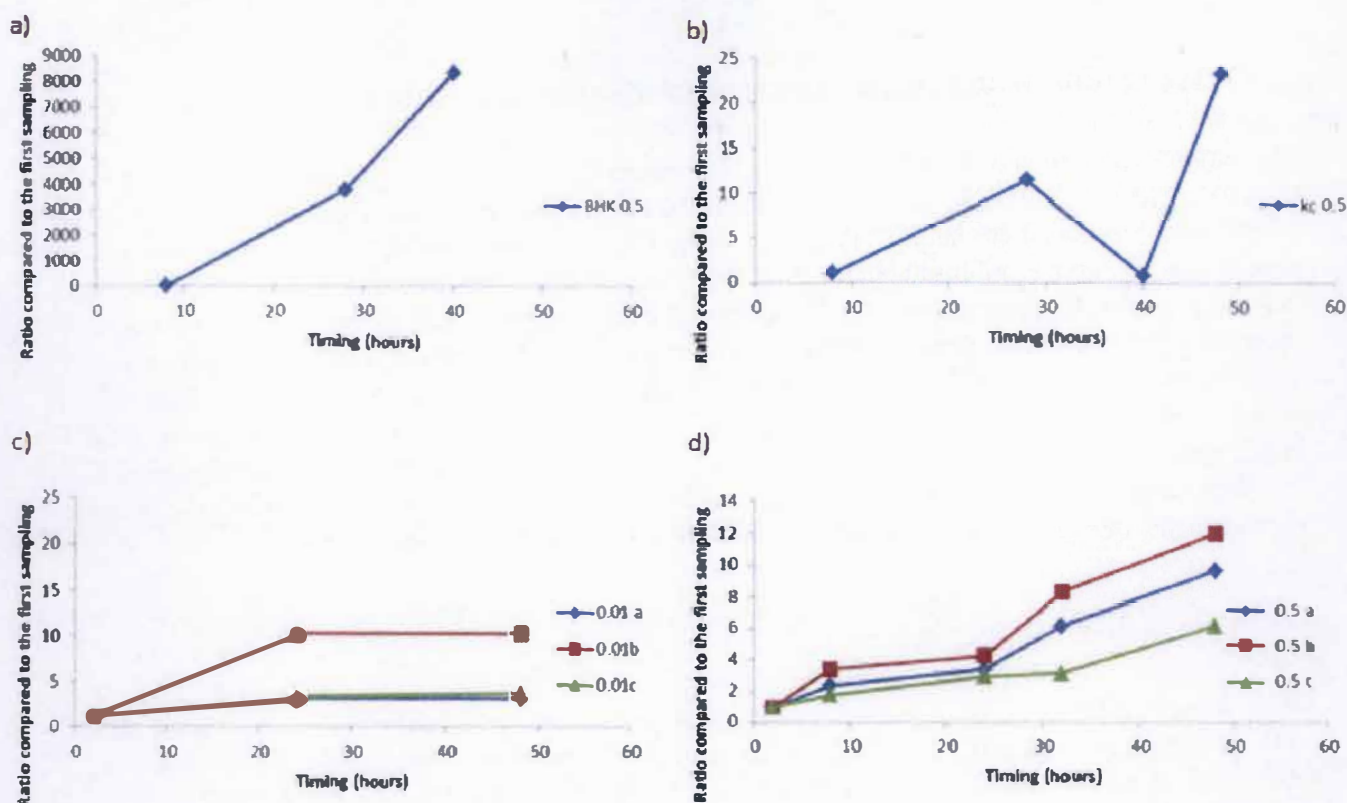 a)
Ratio compared to the first sampling
9000
8000
7000
6000
5000
4000
3000
2000
1000
0
0 10 20 30 40 50 60
Timing (hours)
BHK 0.5
b)
Ratio compared to the first sampling
25
20
15
10
5
0
0 10 20 30 40 50 60
Timing (hours)
kc 0.5
c)
Ratio compared to the first sampling
25
20
15
10
5
0
0 10 20 30 40 50 60
Timing (hours)
0.01 a
0.01b
0.01c
d)
Ratio compared to the first sampling
14
12
10
8
6
4
2
0
0 10 20 30 40 50 60
Timing (hours)
0.5 a
0.5 b
0.5 c